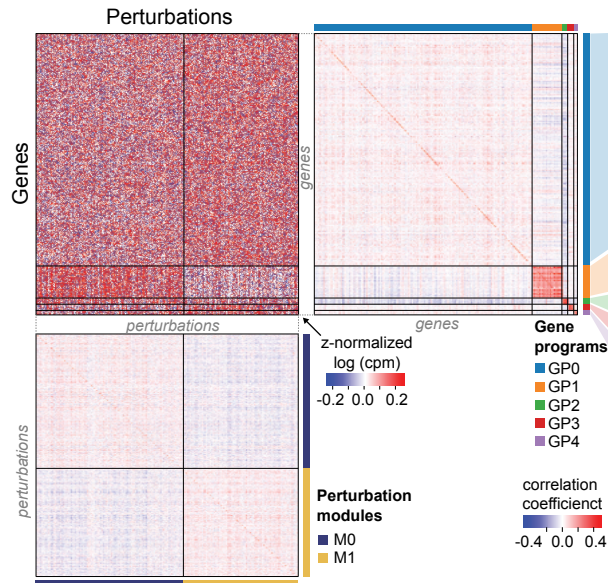 Perturbations
Genes
genes
perturbations
genes
z-normalized
log (cpm)
-0.2 0.0 0.2
Gene
programs
GP0
GP1
GP2
GP3
GP4
perturbations
Perturbation
modules
M0
M1
correlation
coefficienct
-0.4 0.0 0.4